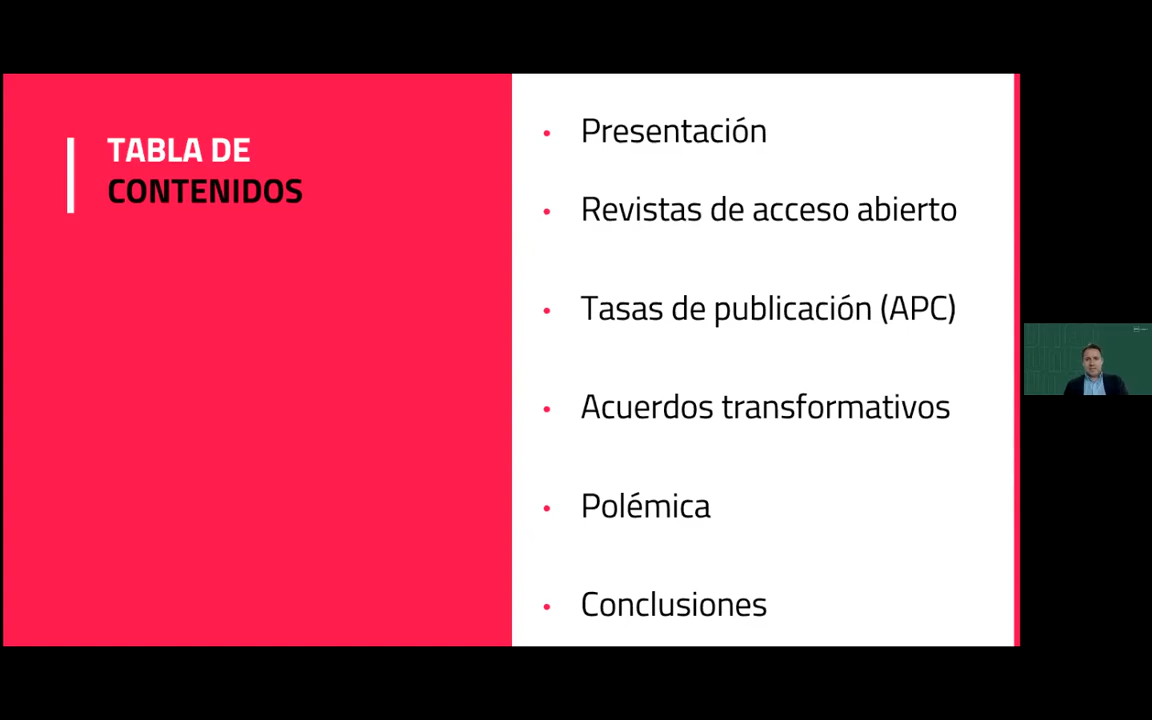 TABLA DE
CONTENIDOS
• Presentación
• Revistas de acceso abierto
• Tasas de publicación (APC)
• Acuerdos transformativos
• Polémica
• Conclusiones